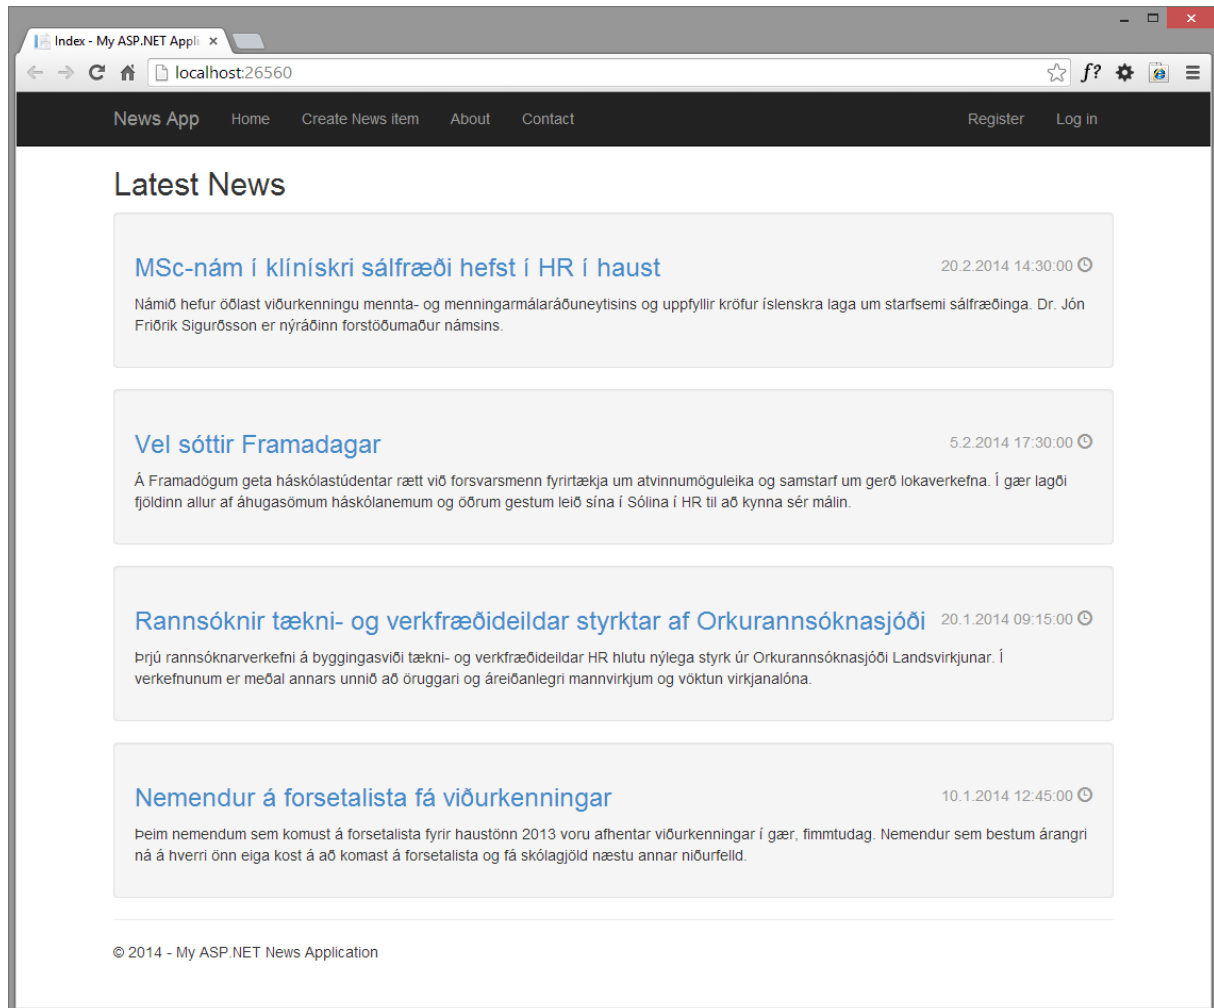 Index - My ASP.NET Appli
localhost:26560
f?
News App Home Create News item About Contact Register Log in
Latest News
MSc-nám í klínískri sálfræði hefst í HR í haust 20.2.2014 14:30:00
Námið hefur öðlast viðurkenningu mennta- og menningarmálaráðuneytisins og uppfyllir kröfur íslenskra laga um starfsemi sálfræðinga. Dr. Jón
Friðrik Sigurðsson er nýráðinn forstöðumaður námsins.
Vel sóttir Framadagar 5.2.2014 17:30:00
Á Framadögum geta háskólastúdentar rætt við forsvarsmenn fyrirtækja um atvinnumöguleika og samstarf um gerð lokaverkefna. Í gær lagði
fjöldinn allur af áhugasömum háskólanemum og öðrum gestum leið sína í Sólina í HR til að kynna sér málin.
Rannsóknir tækni- og verkfræðideildar styrktar af Orkurannsóknasjóði 20.1.2014 09:15:00
Þrjú rannsóknarverkefni á byggingasviði tækni- og verkfræðideildar HR hlutu nýlega styrk úr Orkurannsóknasjóði Landsvirkjunar. Í
verkefnunum er meðal annars unnið að öruggari og áreiðanlegri mannvirkjum og vöktun virkjanalóna.
Nemendur á forsetalista fá viðurkenningar 10.1.2014 12:45:00
Þeim nemendum sem komust á forsetalista fyrir haustönn 2013 voru afhentar viðurkenningar í gær, fimmtudag. Nemendur sem bestum árangri
ná á hverri önn eiga kost á að komast á forsetalista og fá skólagjöld næstu annar niðurfelld.
© 2014 - My ASP.NET News Application